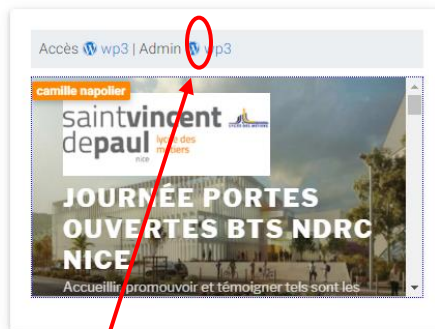 Accès wp3 | Admin wp3
camille napolier
saintvincent
depaul
lycée des
métiers
nice
JOURNÉE PORTES
OUVERTES BTS NDRC
NICE
Accueillir, promouvoir et témoigner tels sont les